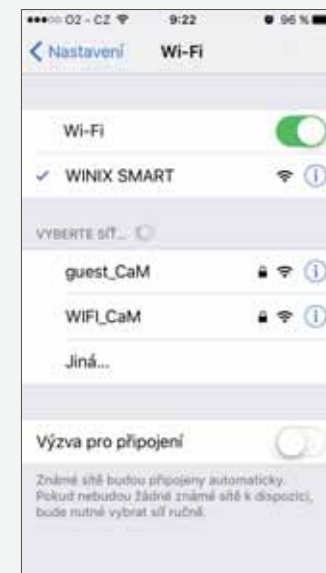 O2 - CZ 9:22 96 %
Nastavení Wi-Fi
Wi-Fi
WINIX SMART
VYBERTE SÍŤ...
guest_CaM
WIFI_CaM
Jiná...
Výzva pro připojení
Známé sítě budou připojeny automaticky.
Pokud nebudou žádné známé sítě k dispozici,
bude nutné vybrat síť ručně.